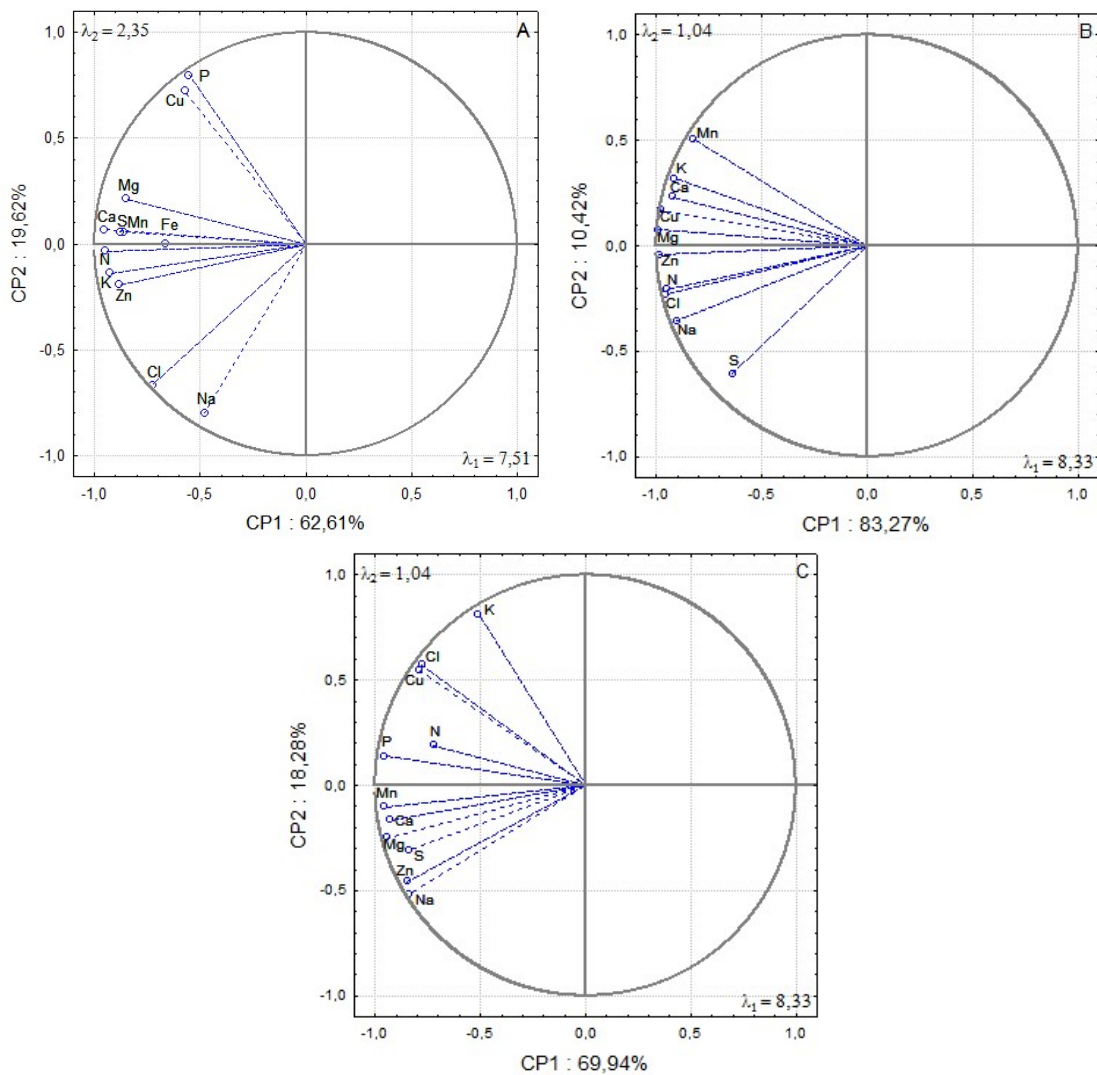 λ2 = 2,35
A
1,0
0,5
0,0
-0,5
-1,0
CP2 : 19,62%
P
Cu
Mg
Ca
S
Mn
Fe
N
K
Zn
Cl
Na
λ1 = 7,51
-1,0 -0,5 0,0 0,5 1,0
CP1 : 62,61%
λ2 = 1,04
B
1,0
0,5
0,0
-0,5
-1,0
CP2 : 10,42%
Mn
K
Ca
Cu
Mg
Zn
N
Cl
Na
S
λ1 = 8,33
-1,0 -0,5 0,0 0,5 1,0
CP1 : 83,27%
λ2 = 1,04
C
1,0
0,5
0,0
-0,5
-1,0
CP2 : 18,28%
K
Cl
Cu
N
P
Mn
Ca
Mg
S
Zn
Na
λ1 = 8,33
-1,0 -0,5 0,0 0,5 1,0
CP1 : 69,94%